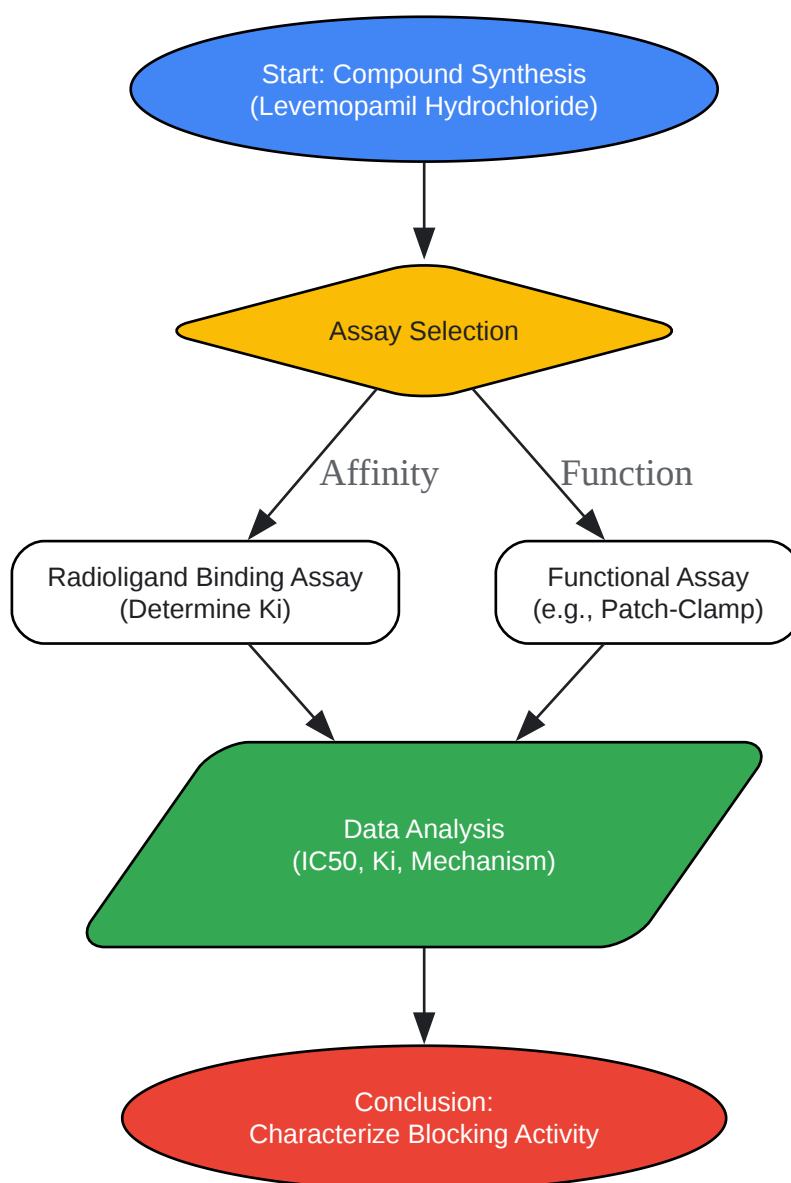 Start: Compound Synthesis
(Levemopamil Hydrochloride)
Assay Selection
Affinity
Function
Radioligand Binding Assay
(Determine Ki)
Functional Assay
(e.g., Patch-Clamp)
Data Analysis
(IC50, Ki, Mechanism)
Conclusion:
Characterize Blocking Activity